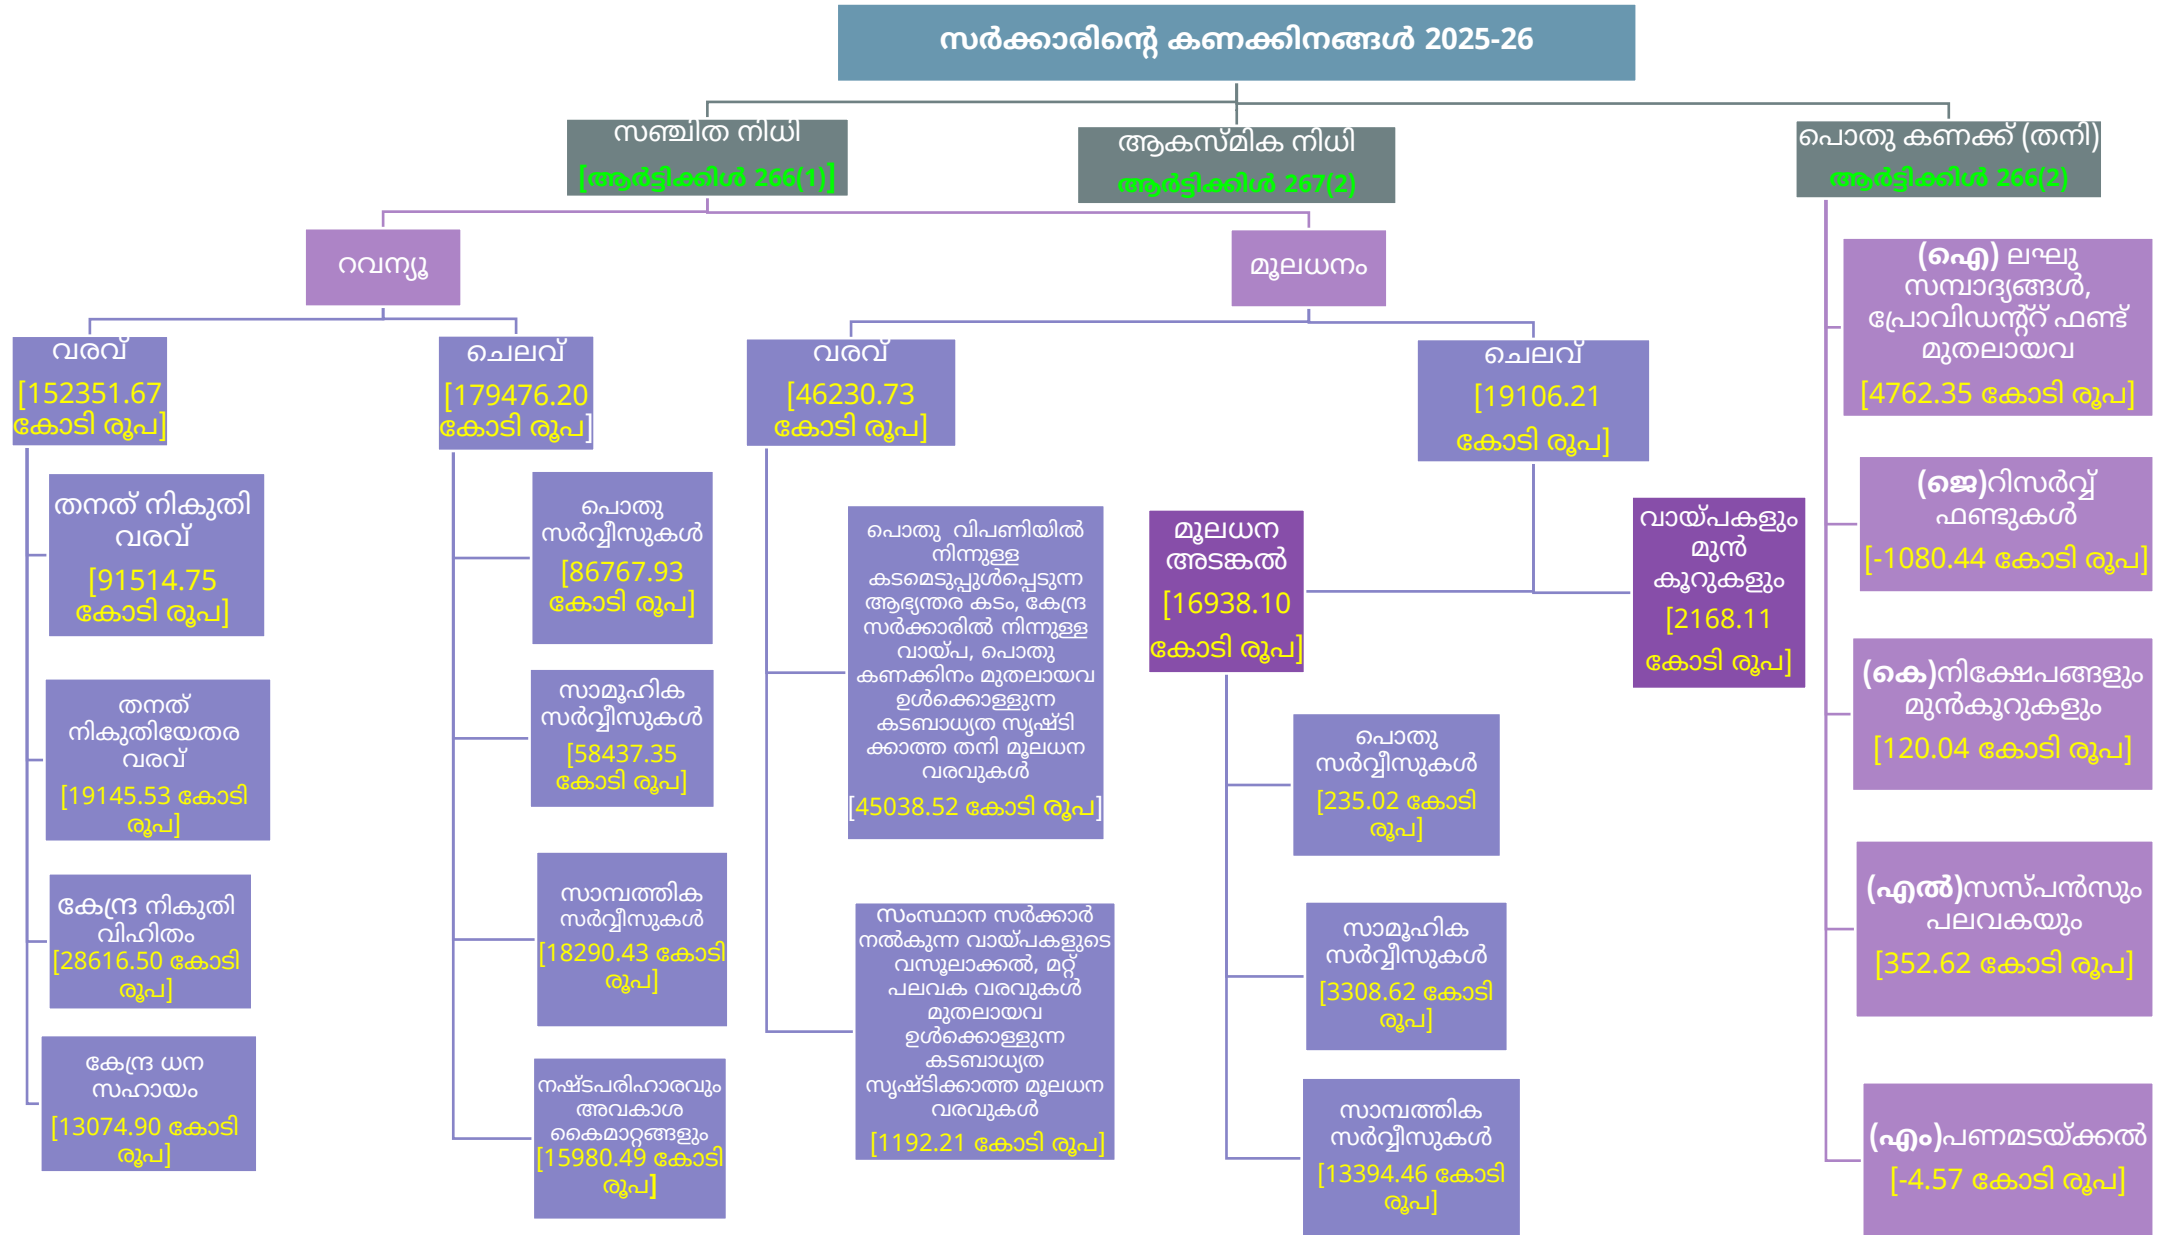 സർക്കാരിന്റെ കണക്കിനങ്ങൾ 2025-26
സഞ്ചിത നിധി
[ആർട്ടിക്കിൾ 266(1)]
ആകസ്മിക നിധി
ആർട്ടിക്കിൾ 267(2)
പൊതു കണക്ക് (തനി)
ആർട്ടിക്കിൾ 266(2)
റവന്യൂ
മൂലധനം
വരവ്
[152351.67
കോടി രൂപ]
തനത് നികുതി
വരവ്
[91514.75
കോടി രൂപ]
തനത്
നികുതിയേതര
വരവ്
[19145.53 കോടി
രൂപ]
കേന്ദ്ര നികുതി
വിഹിതം
[28616.50 കോടി
രൂപ]
കേന്ദ്ര ധന
സഹായം
[13074.90 കോടി
രൂപ]
ചെലവ്
[179476.20
കോടി രൂപ]
പൊതു
സർവ്വീസുകൾ
[86767.93
കോടി രൂപ]
സാമൂഹിക
സർവ്വീസുകൾ
[58437.35
കോടി രൂപ]
സാമ്പത്തിക
സർവ്വീസുകൾ
[18290.43 കോടി
രൂപ]
നഷ്ടപരിഹാരവും
അവകാശ
കൈമാറ്റങ്ങളും
[15980.49 കോടി
രൂപ]
വരവ്
[46230.73
കോടി രൂപ]
പൊതു വിപണിയിൽ
നിന്നുള്ള
കടമെടുപ്പുൾപ്പെടുന്ന
ആഭ്യന്തര കടം, കേന്ദ്ര
സർക്കാരിൽ നിന്നുള്ള
വായ്പ, പൊതു
കണക്കിനം മുതലായവ
ഉൾക്കൊള്ളുന്ന
കടബാധ്യത സൃഷ്ടി
ക്കാത്ത തനി മൂലധന
വരവുകൾ
[45038.52 കോടി രൂപ]
സംസ്ഥാന സർക്കാർ
നൽകുന്ന വായ്പകളുടെ
വസൂലാക്കൽ, മറ്റ്
പലവക വരവുകൾ
മുതലായവ
ഉൾക്കൊള്ളുന്ന
കടബാധ്യത
സൃഷ്ടിക്കാത്ത മൂലധന
വരവുകൾ
[1192.21 കോടി രൂപ]
ചെലവ്
[19106.21
കോടി രൂപ]
മൂലധന
അടങ്കൽ
[16938.10
കോടി രൂപ]
പൊതു
സർവ്വീസുകൾ
[235.02 കോടി
രൂപ]
സാമൂഹിക
സർവ്വീസുകൾ
[3308.62 കോടി
രൂപ]
സാമ്പത്തിക
സർവ്വീസുകൾ
[13394.46 കോടി
രൂപ]
വായ്പകളും
മുൻ
കൂറുകളും
[2168.11
കോടി രൂപ]
(ഐ) ലഘു
സമ്പാദ്യങ്ങൾ,
പ്രോവിഡന്റ്റ് ഫണ്ട്
മുതലായവ
[4762.35 കോടി രൂപ]
(ജെ)റിസർവ്വ്
ഫണ്ടുകൾ
[-1080.44 കോടി രൂപ]
(കെ)നിക്ഷേപങ്ങളും
മുൻകൂറുകളും
[120.04 കോടി രൂപ]
(എൽ)സസ്പൻസും
പലവകയും
[352.62 കോടി രൂപ]
(എം)പണമടയ്ക്കൽ
[-4.57 കോടി രൂപ]